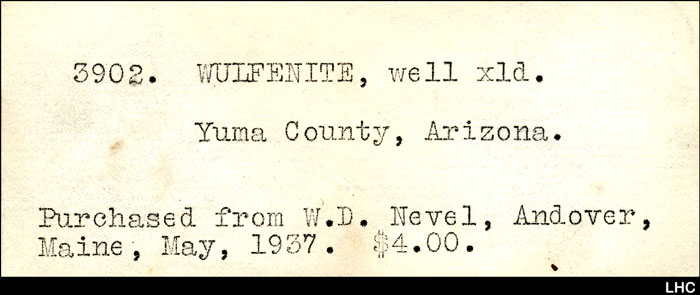 3902. WULFENITE, well xld.
Yuma County, Arizona.
Purchased from W.D. Nevel, Andover,
Maine, May, 1937. $4.00.
LHC